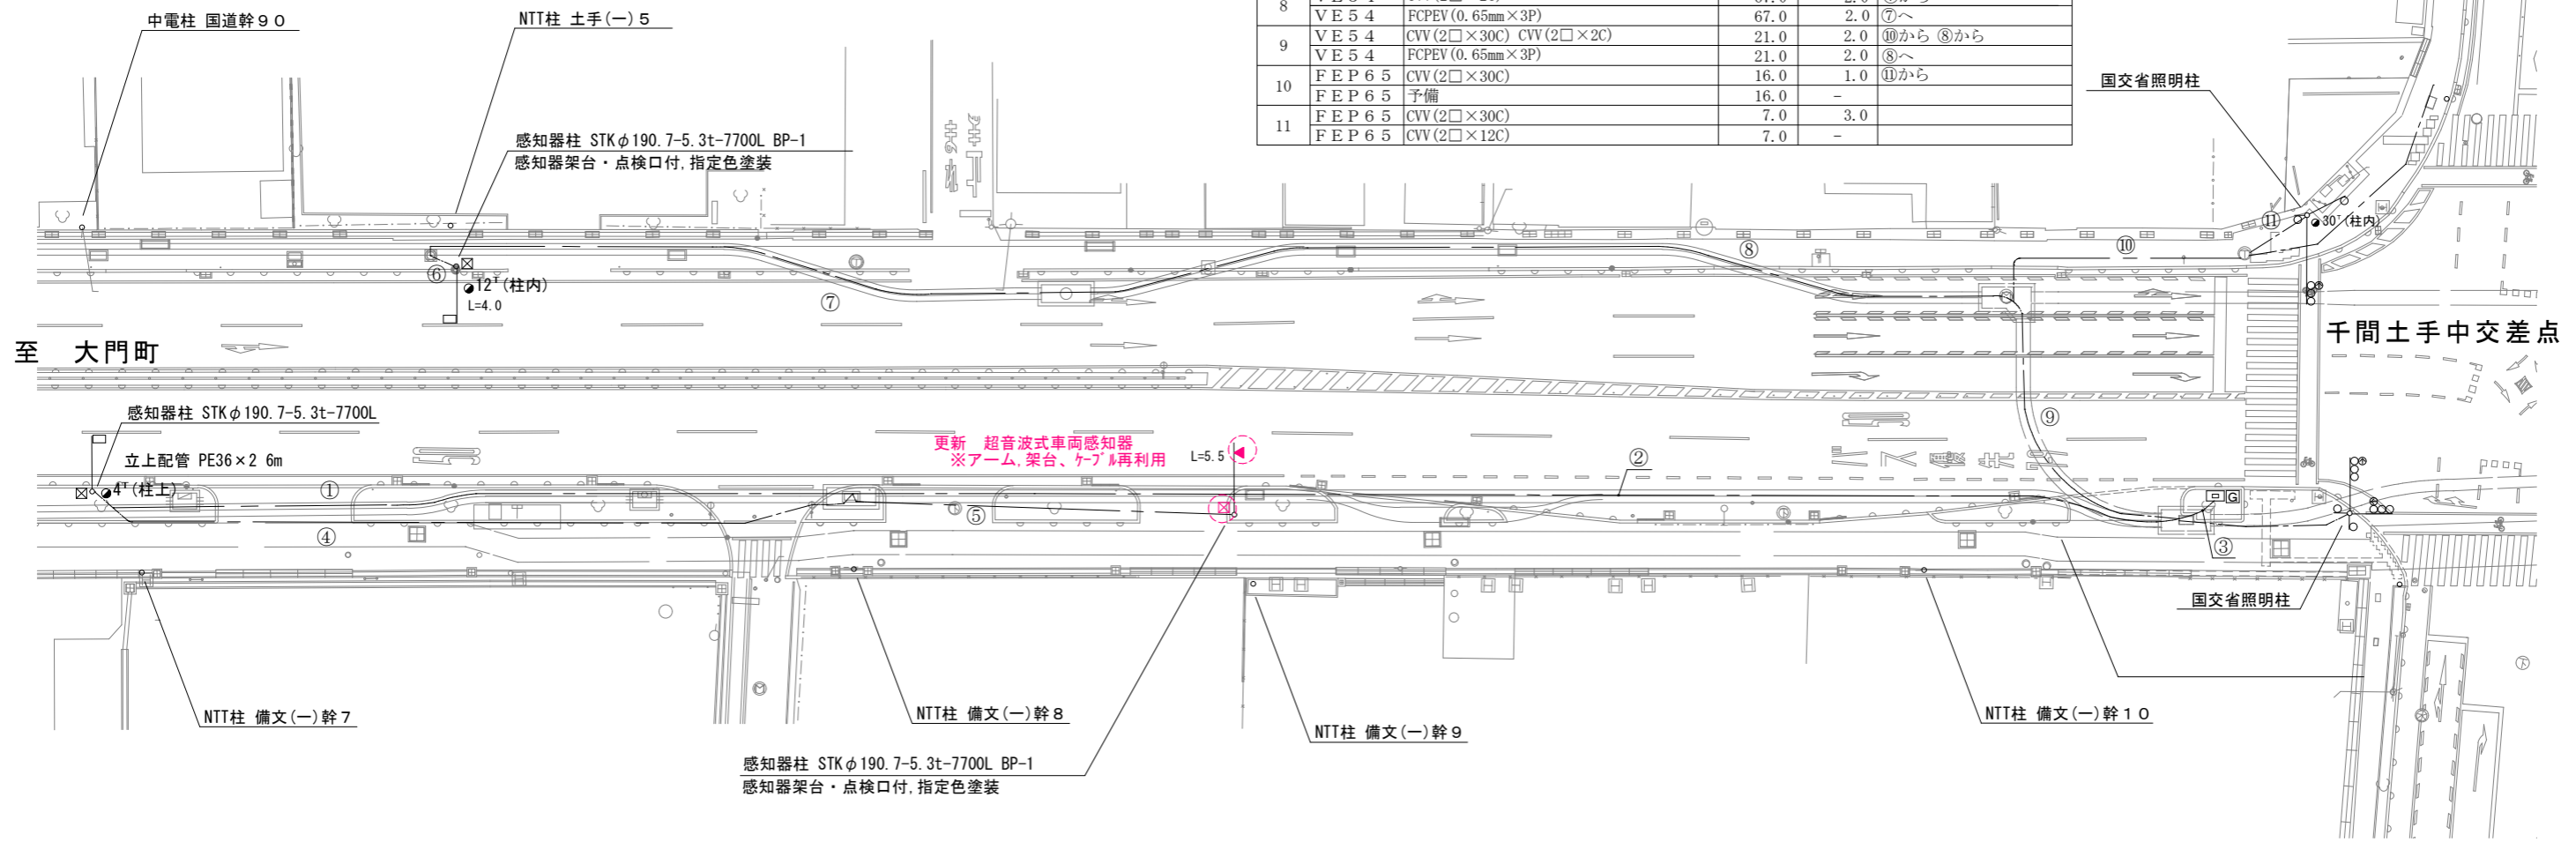 中電柱 国道幹９０
NTT柱 土手(一)５
感知器柱 STKφ190.7-5.3t-7700L BP-1
感知器架台・点検口付,指定色塗装
8
ＶＥ５４ FCPEV(0.65mm×3P) 67.0 2.0 ⑦へ
9 ＶＥ５４ CVV(2□×30C) CVV(2□×2C) 21.0 2.0 ⑩から ⑧から
ＶＥ５４ FCPEV(0.65mm×3P) 21.0 2.0 ⑧へ
10 ＦＥＰ６５ CVV(2□×30C) 16.0 1.0 ⑪から
ＦＥＰ６５ 予備 16.0 -
11 ＦＥＰ６５ CVV(2□×30C) 7.0 3.0
ＦＥＰ６５ CVV(2□×12C) 7.0 -
国交省照明柱
⑪
30ᵀ(柱内)
⑩
⑧
⑥
12ᵀ(柱内)
L=4.0
⑦
至 大門町
千間土手中交差点
感知器柱 STKφ190.7-5.3t-7700L
立上配管 PE36×2 6m
4ᵀ(柱上)
①
④
更新 超音波式車両感知器
※アーム,架台、ケーブル再利用
L=5.5
⑤
②
⑨
G
③
国交省照明柱
NTT柱 備文(一)幹７
NTT柱 備文(一)幹８
NTT柱 備文(一)幹９
NTT柱 備文(一)幹１０
感知器柱 STKφ190.7-5.3t-7700L BP-1
感知器架台・点検口付,指定色塗装